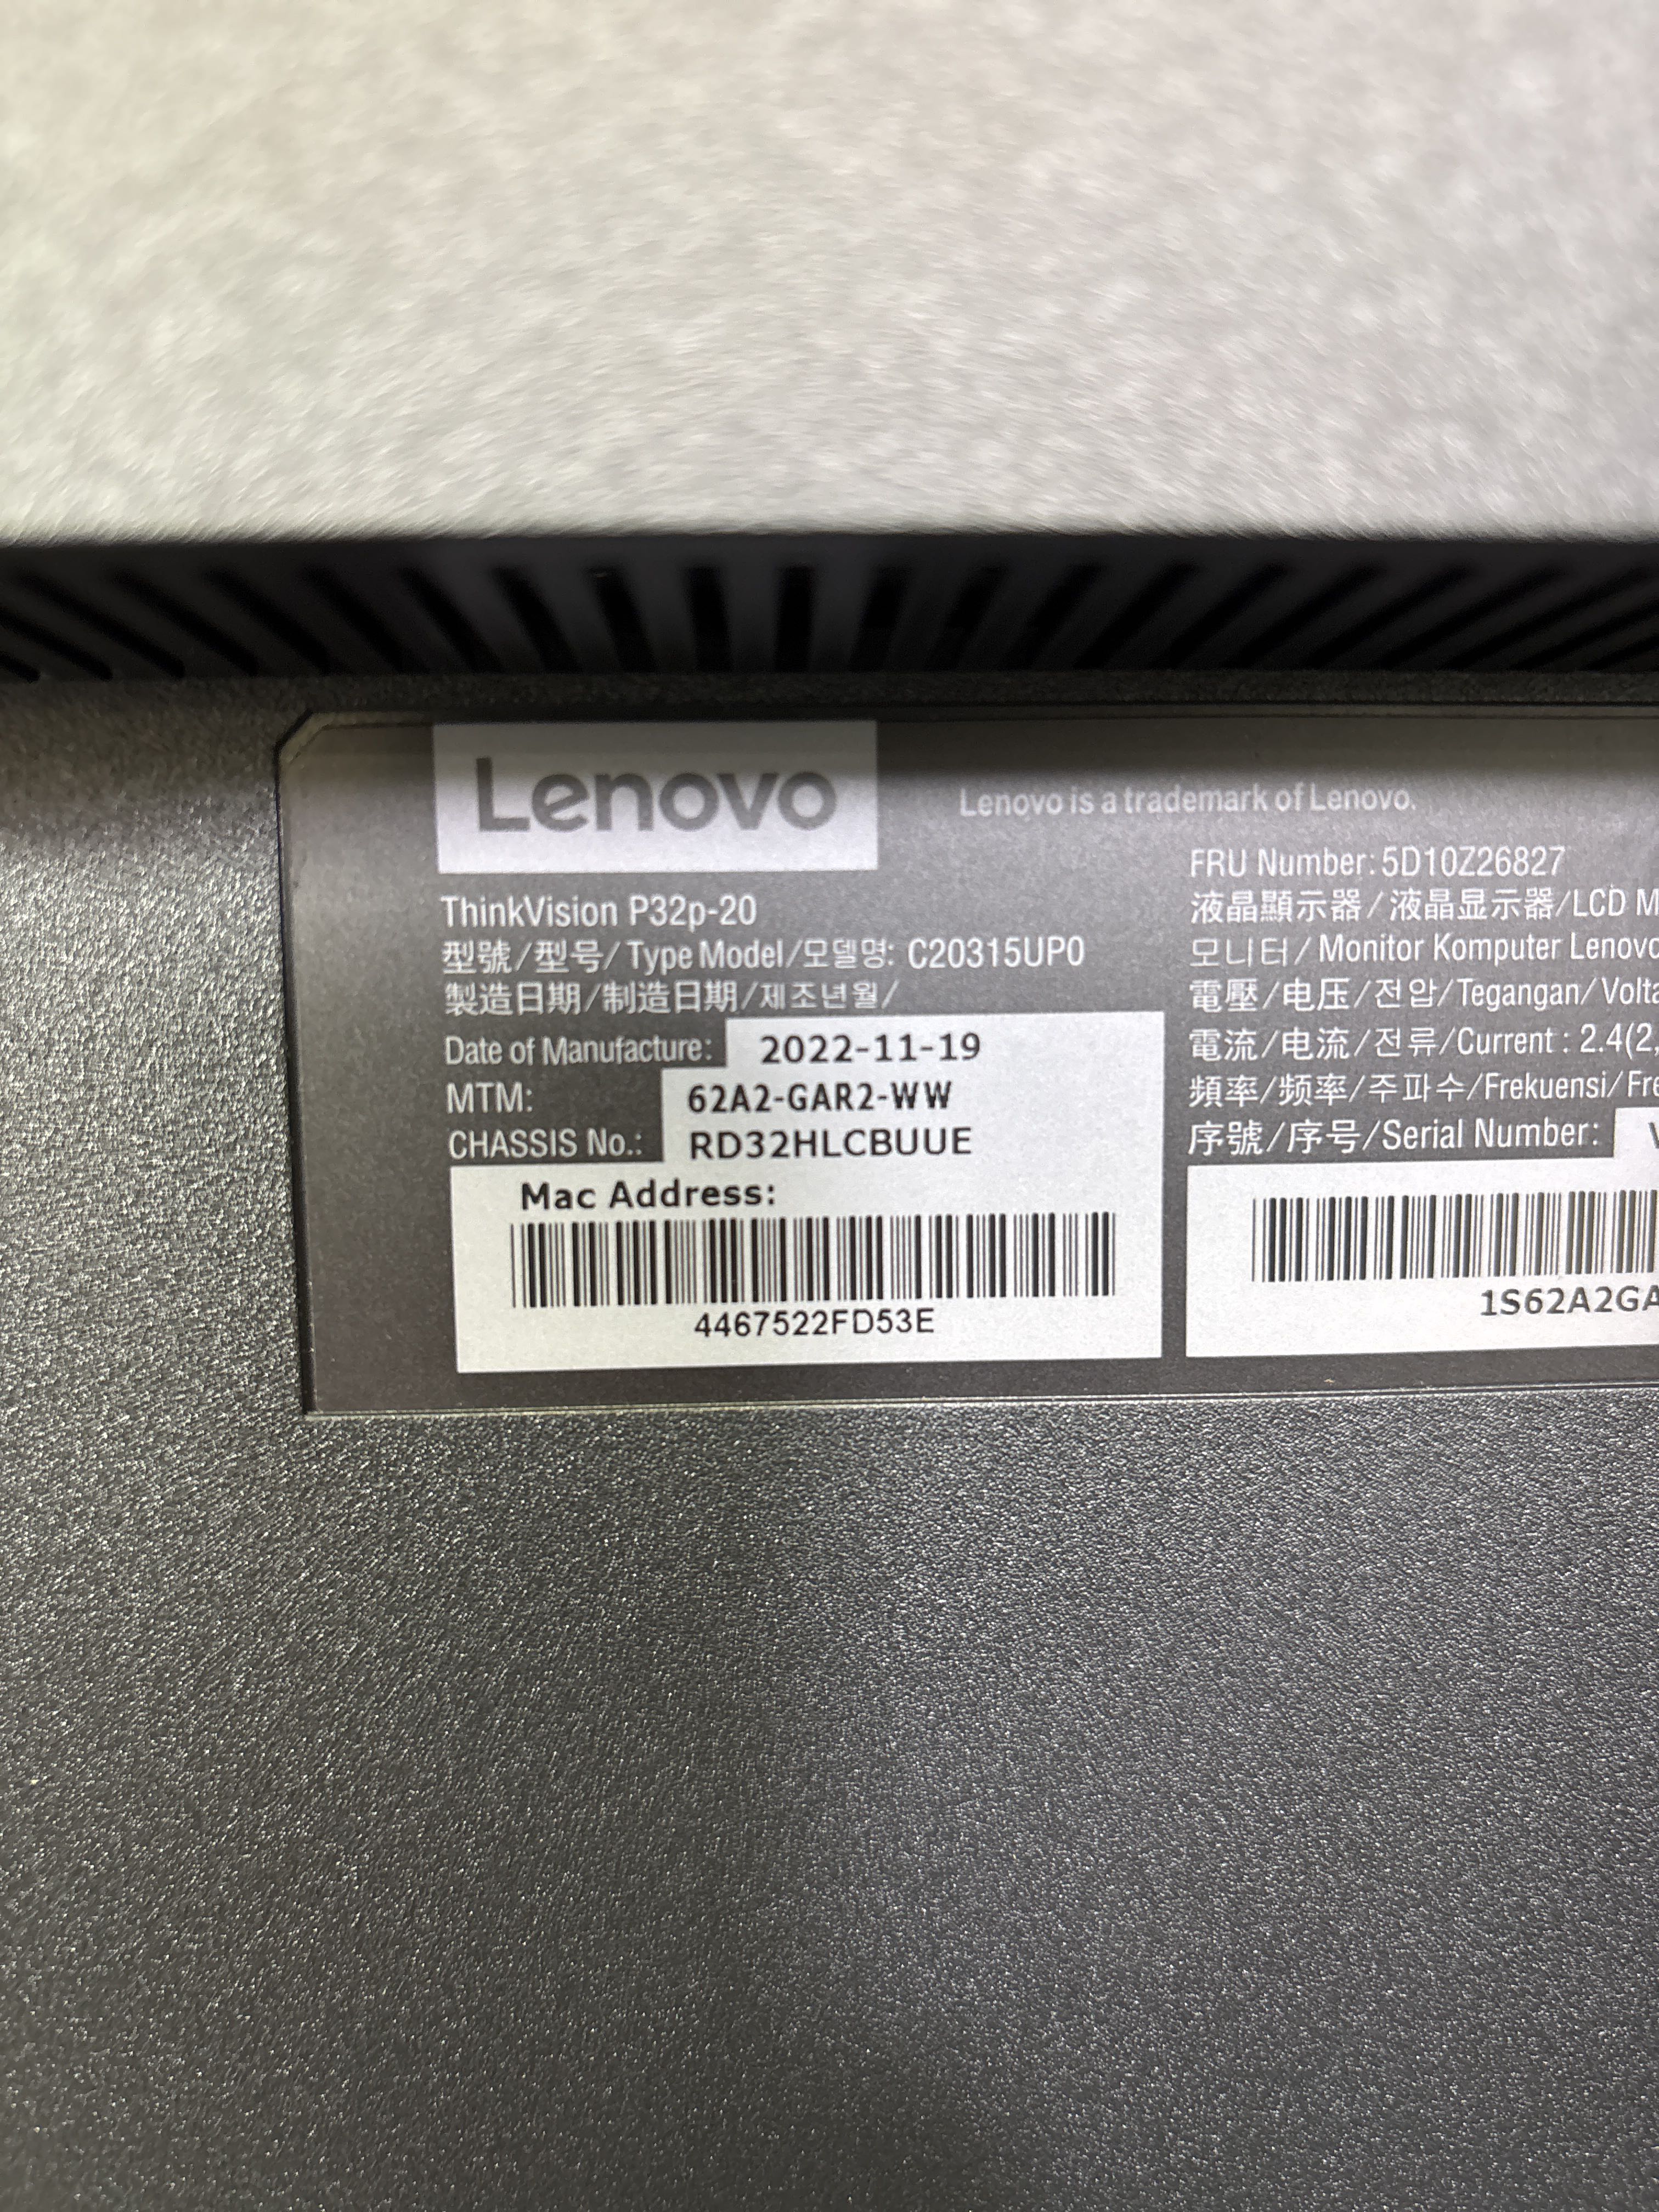 Lenovo
Lenovo is a trademark of Lenovo.
ThinkVision P32p-20
型號/型号/Type Model/모델명: C20315UP0
製造日期/制造日期/제조년월/
Date of Manufacture: 2022-11-19
MTM: 62A2-GAR2-WW
CHASSIS No.: RD32HLCBUUE
Mac Address:
4467522FD53E
FRU Number: 5D10Z26827
液晶顯示器/液晶显示器/LCD M
모니터/Monitor Komputer Lenovo
電壓/电压/전압/Tegangan/Volta
電流/电流/전류/Current : 2.4(2,
頻率/频率/주파수/Frekuensi/Fre
序號/序号/Serial Number:
1S62A2GA